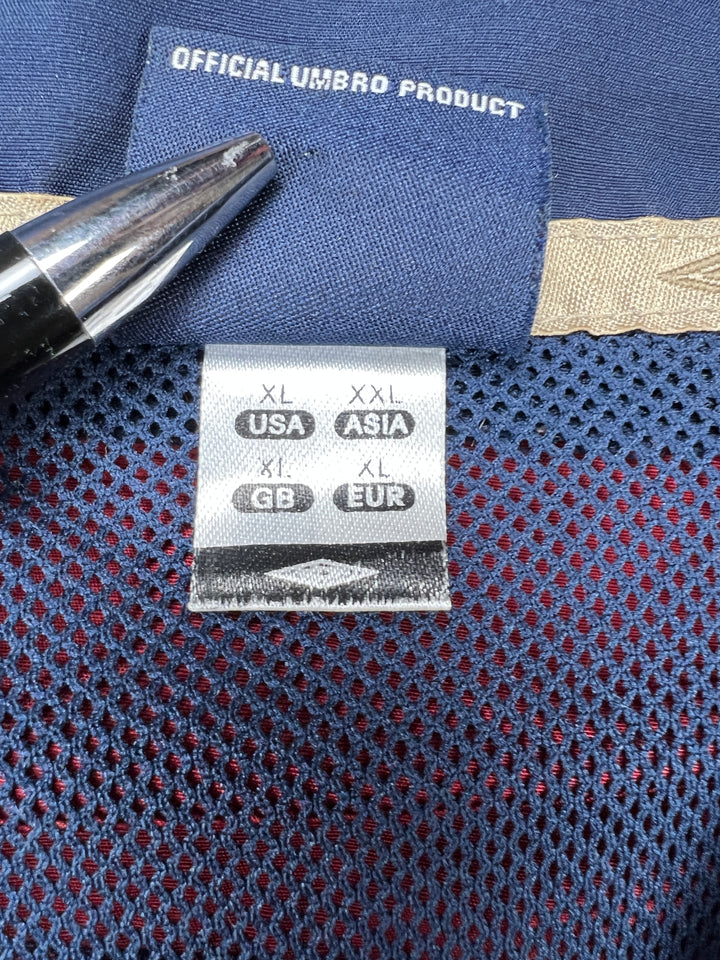 OFFICIAL UMBRO PRODUCT
XL XXL
USA ASIA
XL XL
GB EUR